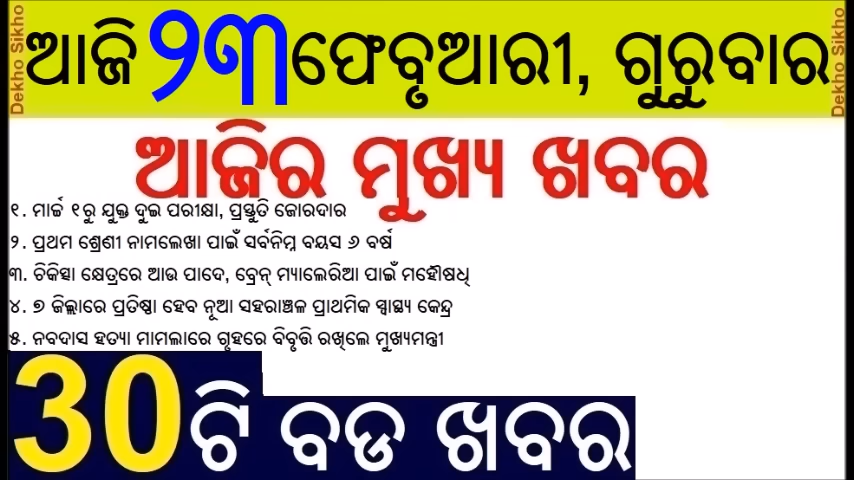 ଆଜି ୨୩ ଫେବୃଆରୀ, ଗୁରୁବାର
Dekho Sikho
Dekho Sikho
ଆଜିର ମୁଖ୍ୟ ଖବର
୧. ମାର୍ଚ୍ଚ ୧ରୁ ଯୁକ୍ତ ଦୁଇ ପରୀକ୍ଷା, ପ୍ରସ୍ତୁତି ଜୋରଦାର
୨. ପ୍ରଥମ ଶ୍ରେଣୀ ନାମଲେଖା ପାଇଁ ସର୍ବନିମ୍ନ ବୟସ ୬ ବର୍ଷ
୩. ଚିକିତ୍ସା କ୍ଷେତ୍ରରେ ଆଉ ପାଦେ, ବ୍ରେନ୍ ମ୍ୟାଲେରିଆ ପାଇଁ ମହୌଷଧି
୪. ୭ ଜିଲ୍ଲାରେ ପ୍ରତିଷ୍ଠା ହେବ ନୂଆ ସହରାଞ୍ଚଳ ପ୍ରାଥମିକ ସ୍ୱାସ୍ଥ୍ୟ କେନ୍ଦ୍ର
୫. ନବଦାସ ହତ୍ୟା ମାମଲାରେ ଗୃହରେ ବିବୃତ୍ତି ରଖିଲେ ମୁଖ୍ୟମନ୍ତ୍ରୀ
30ଟି ବଡ ଖବର